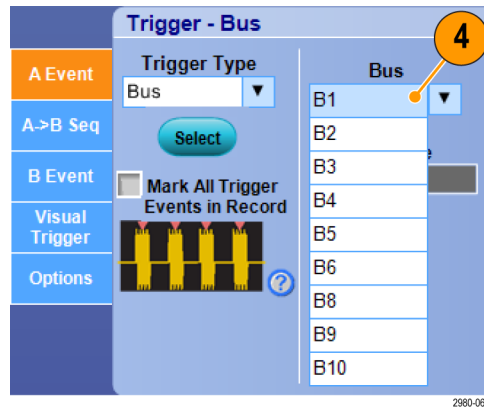 Trigger - Bus
4
A Event
A->B Seq
B Event
Visual
Trigger
Options
Trigger Type
Bus
Select
Mark All Trigger
Events in Record
?
Bus
B1
B2
B3
B4
B5
B6
B8
B9
B10
2980-06